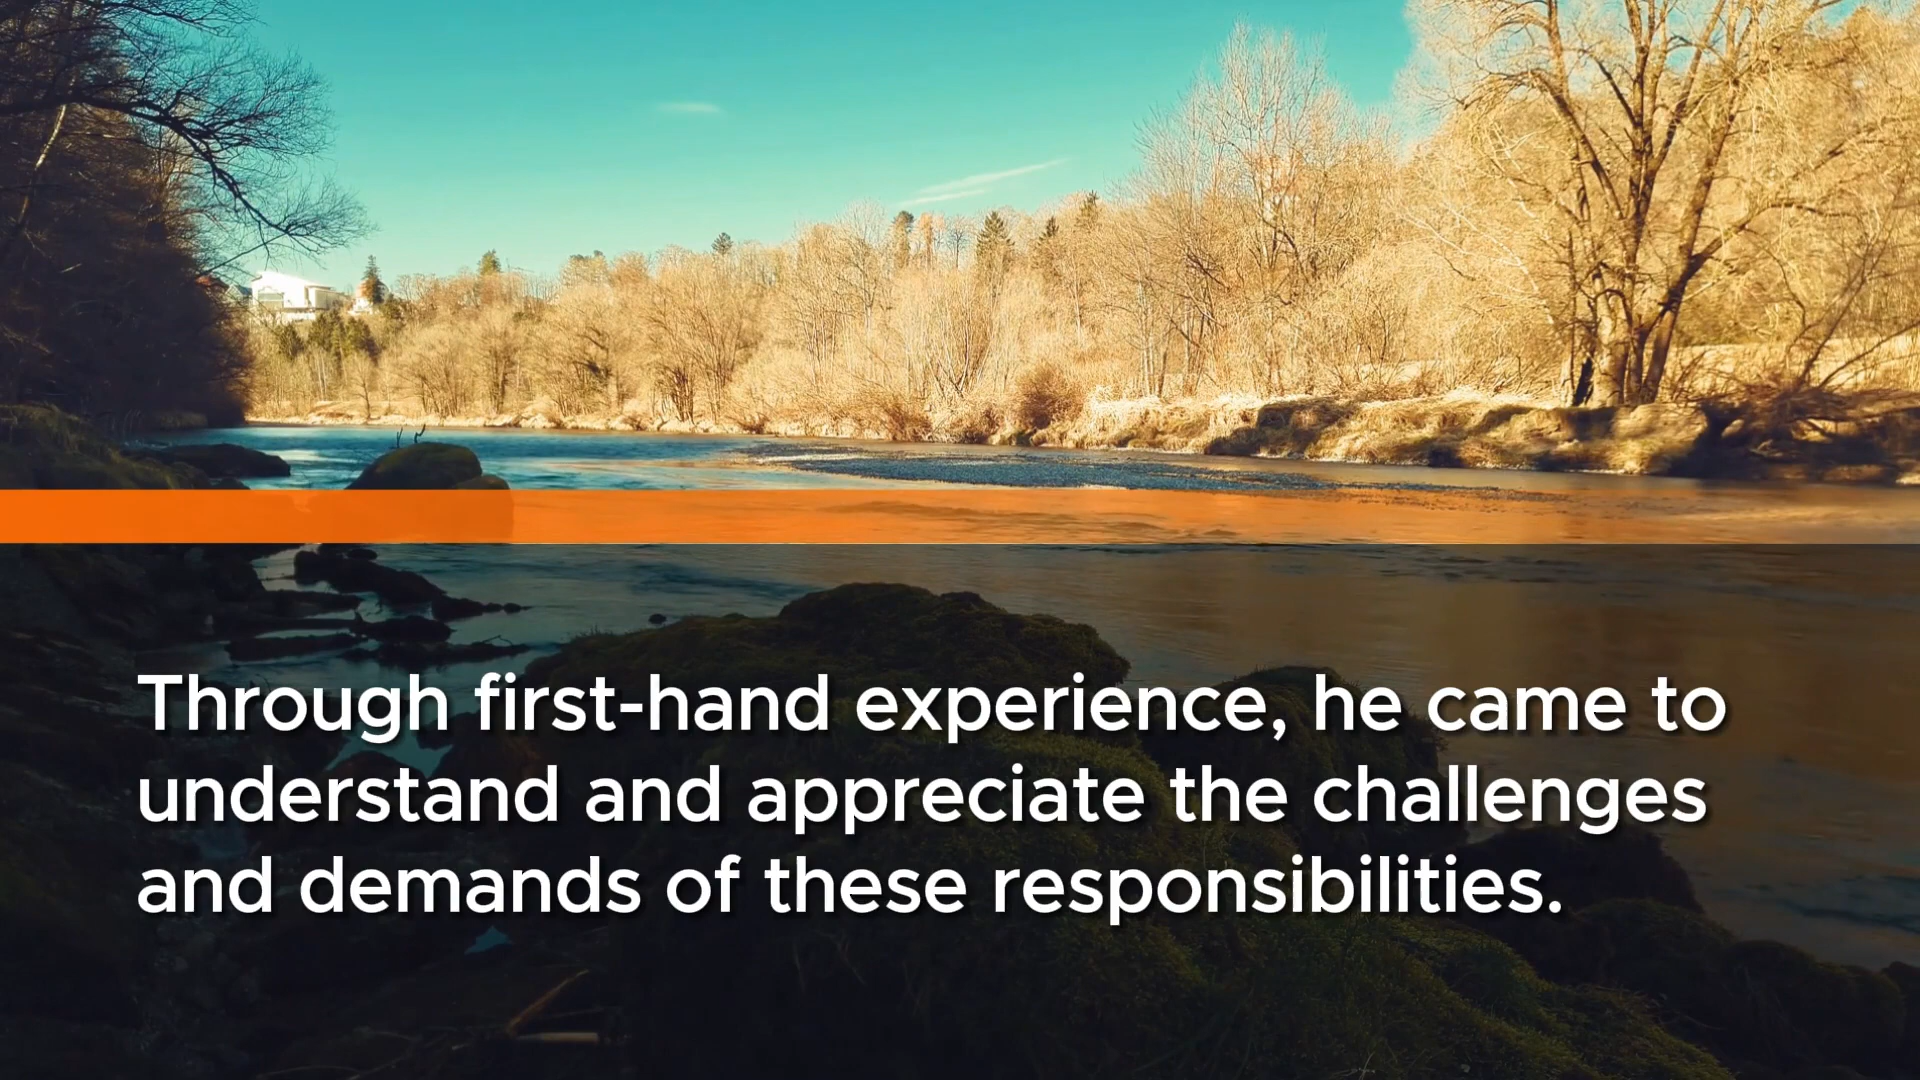 Through first-hand experience, he came to
understand and appreciate the challenges
and demands of these responsibilities.